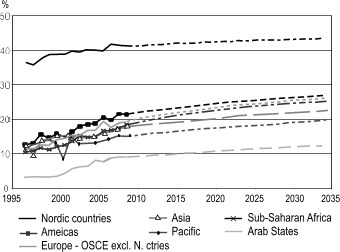 %
50
40
30
20
10
0
1995 2000 2005 2010 2015 2020 2025 2030 2035
Nordic countries Asia Sub-Saharan Africa
Ameicas Pacific Arab States
Europe - OSCE excl. N. ctries